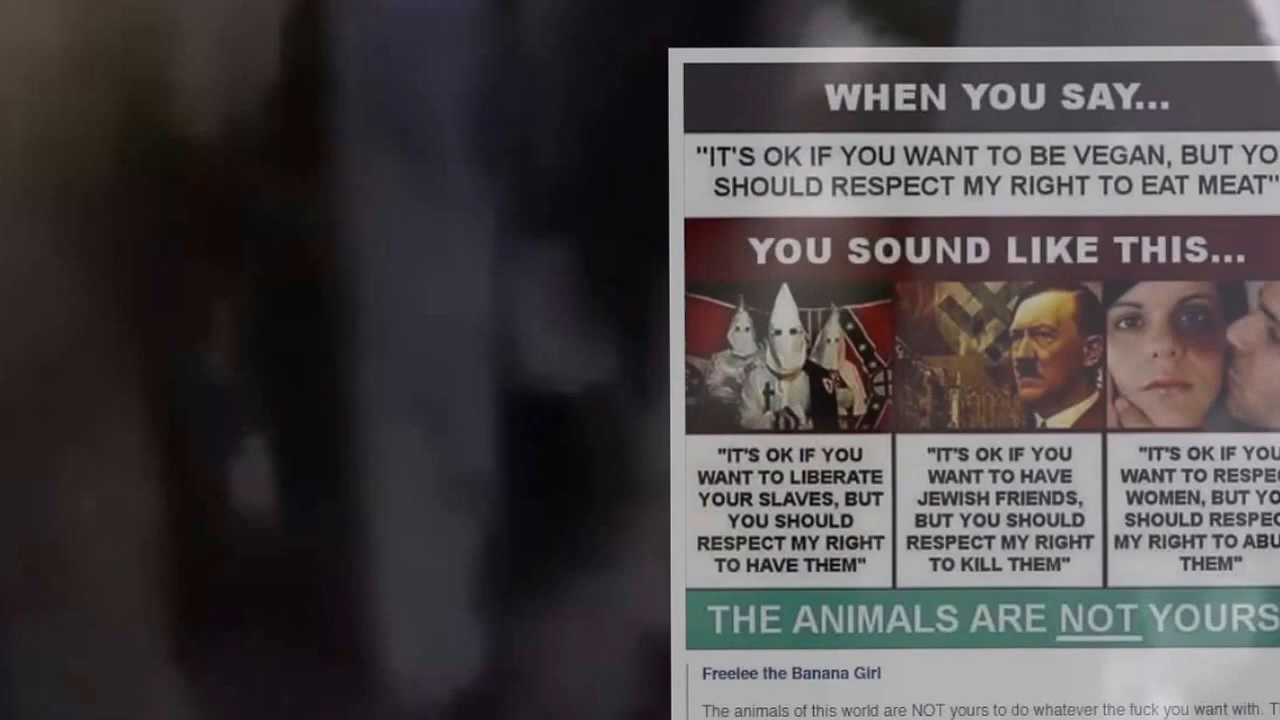 WHEN YOU SAY...
"IT'S OK IF YOU WANT TO BE VEGAN, BUT YO
SHOULD RESPECT MY RIGHT TO EAT MEAT"
YOU SOUND LIKE THIS...
"IT'S OK IF YOU
WANT TO LIBERATE
YOUR SLAVES, BUT
YOU SHOULD
RESPECT MY RIGHT
TO HAVE THEM"
"IT'S OK IF YOU
WANT TO HAVE
JEWISH FRIENDS,
BUT YOU SHOULD
RESPECT MY RIGHT
TO KILL THEM"
"IT'S OK IF YOU
WANT TO RESPE
WOMEN, BUT YO
SHOULD RESPEC
MY RIGHT TO ABU
THEM"
THE ANIMALS ARE NOT YOURS
Freelee the Banana Girl
The animals of this world are NOT yours to do whatever the fuck you want with. T